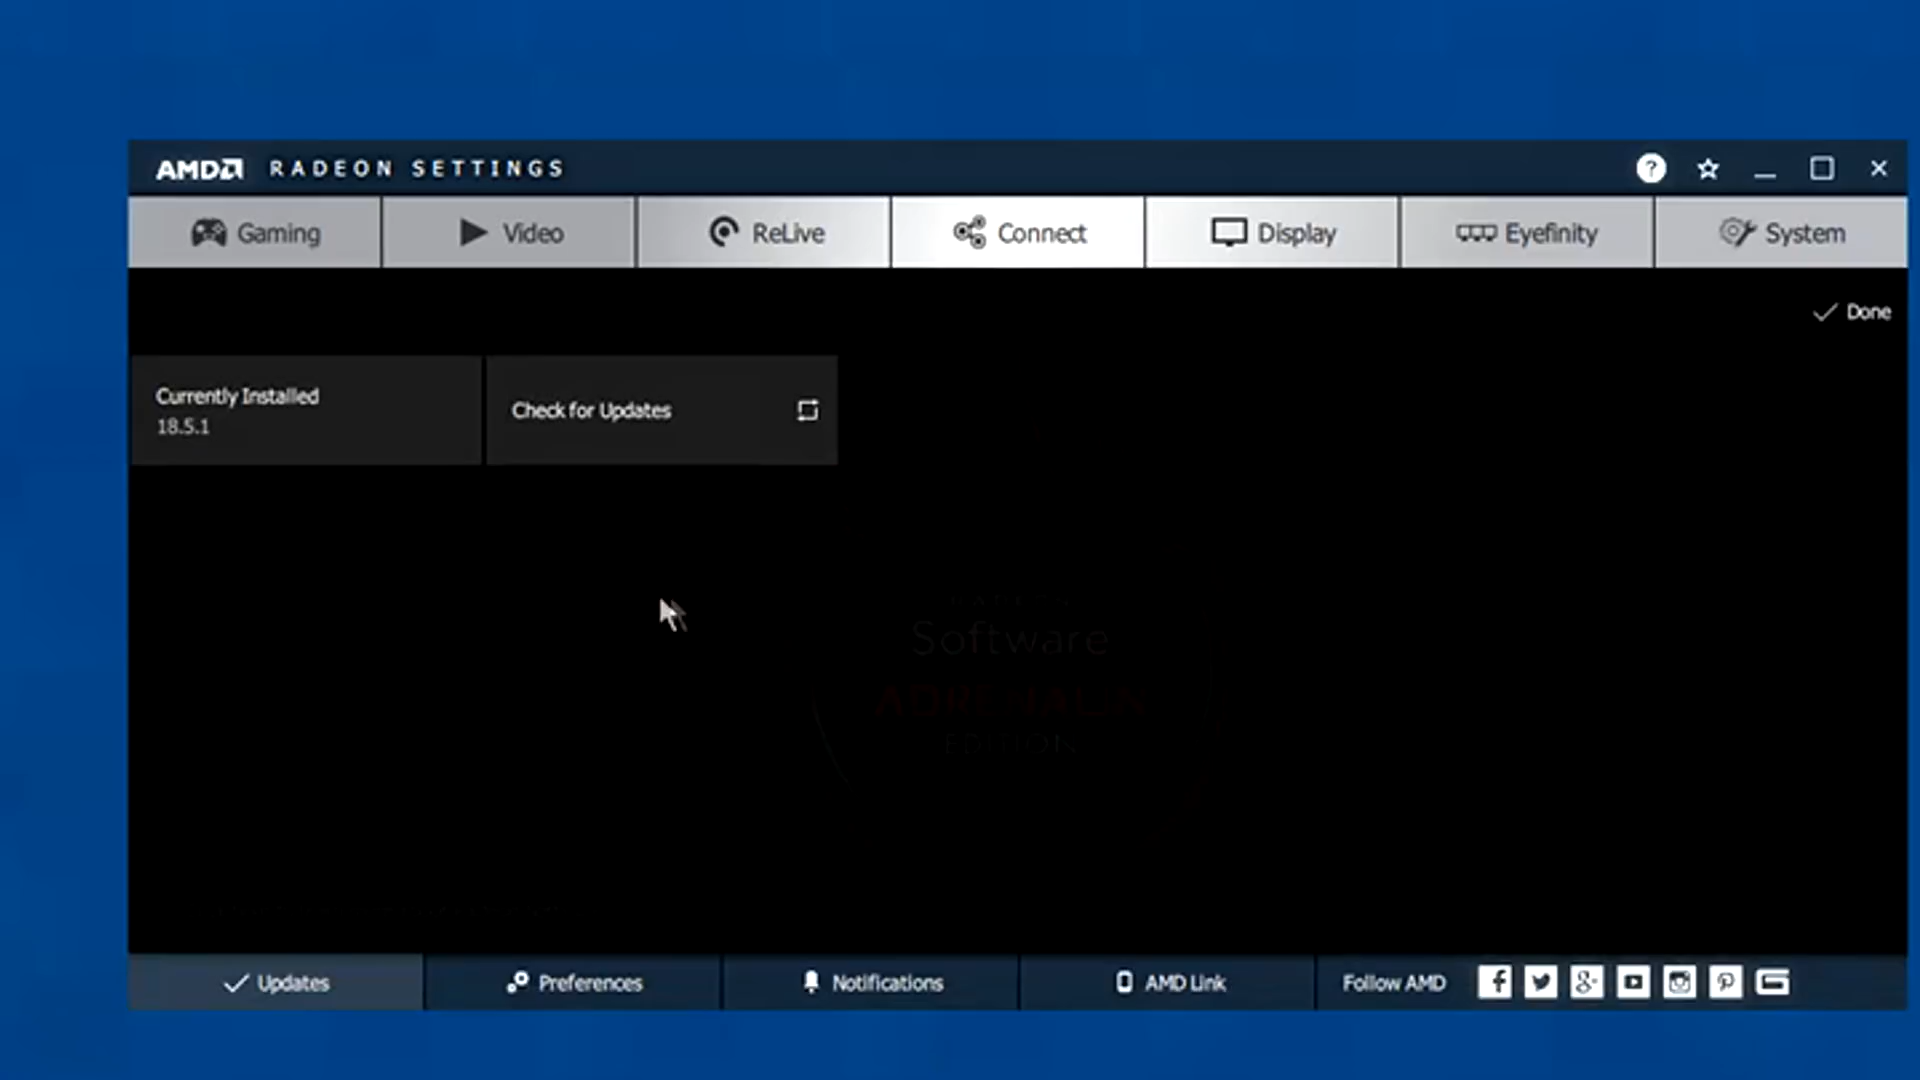 AMD RADEON SETTINGS
Gaming
Video
ReLive
Connect
Display
Eyefinity
System
Done
Currently Installed
18.5.1
Check for Updates
Software
ADRENALIN
EDITION
Updates
Preferences
Notifications
AMD Link
Follow AMD